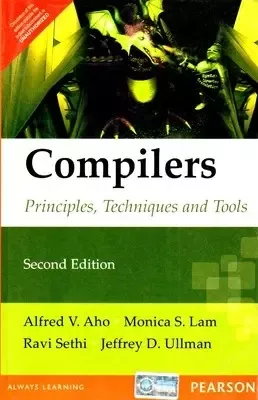 Compilers
Principles, Techniques and Tools
Second Edition
Alfred V. Aho · Monica S. Lam
Ravi Sethi · Jeffrey D. Ullman
ALWAYS LEARNING
PEARSON